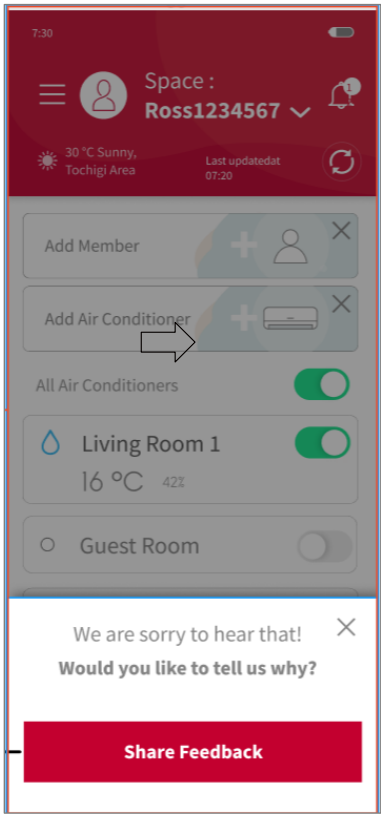 7:30
Space :
Ross1234567
1
30 °C Sunny,
Tochigi Area
Last updatedat
07:20
Add Member
Add Air Conditioner
All Air Conditioners
Living Room 1
16 °C 42%
Guest Room
We are sorry to hear that!
Would you like to tell us why?
Share Feedback